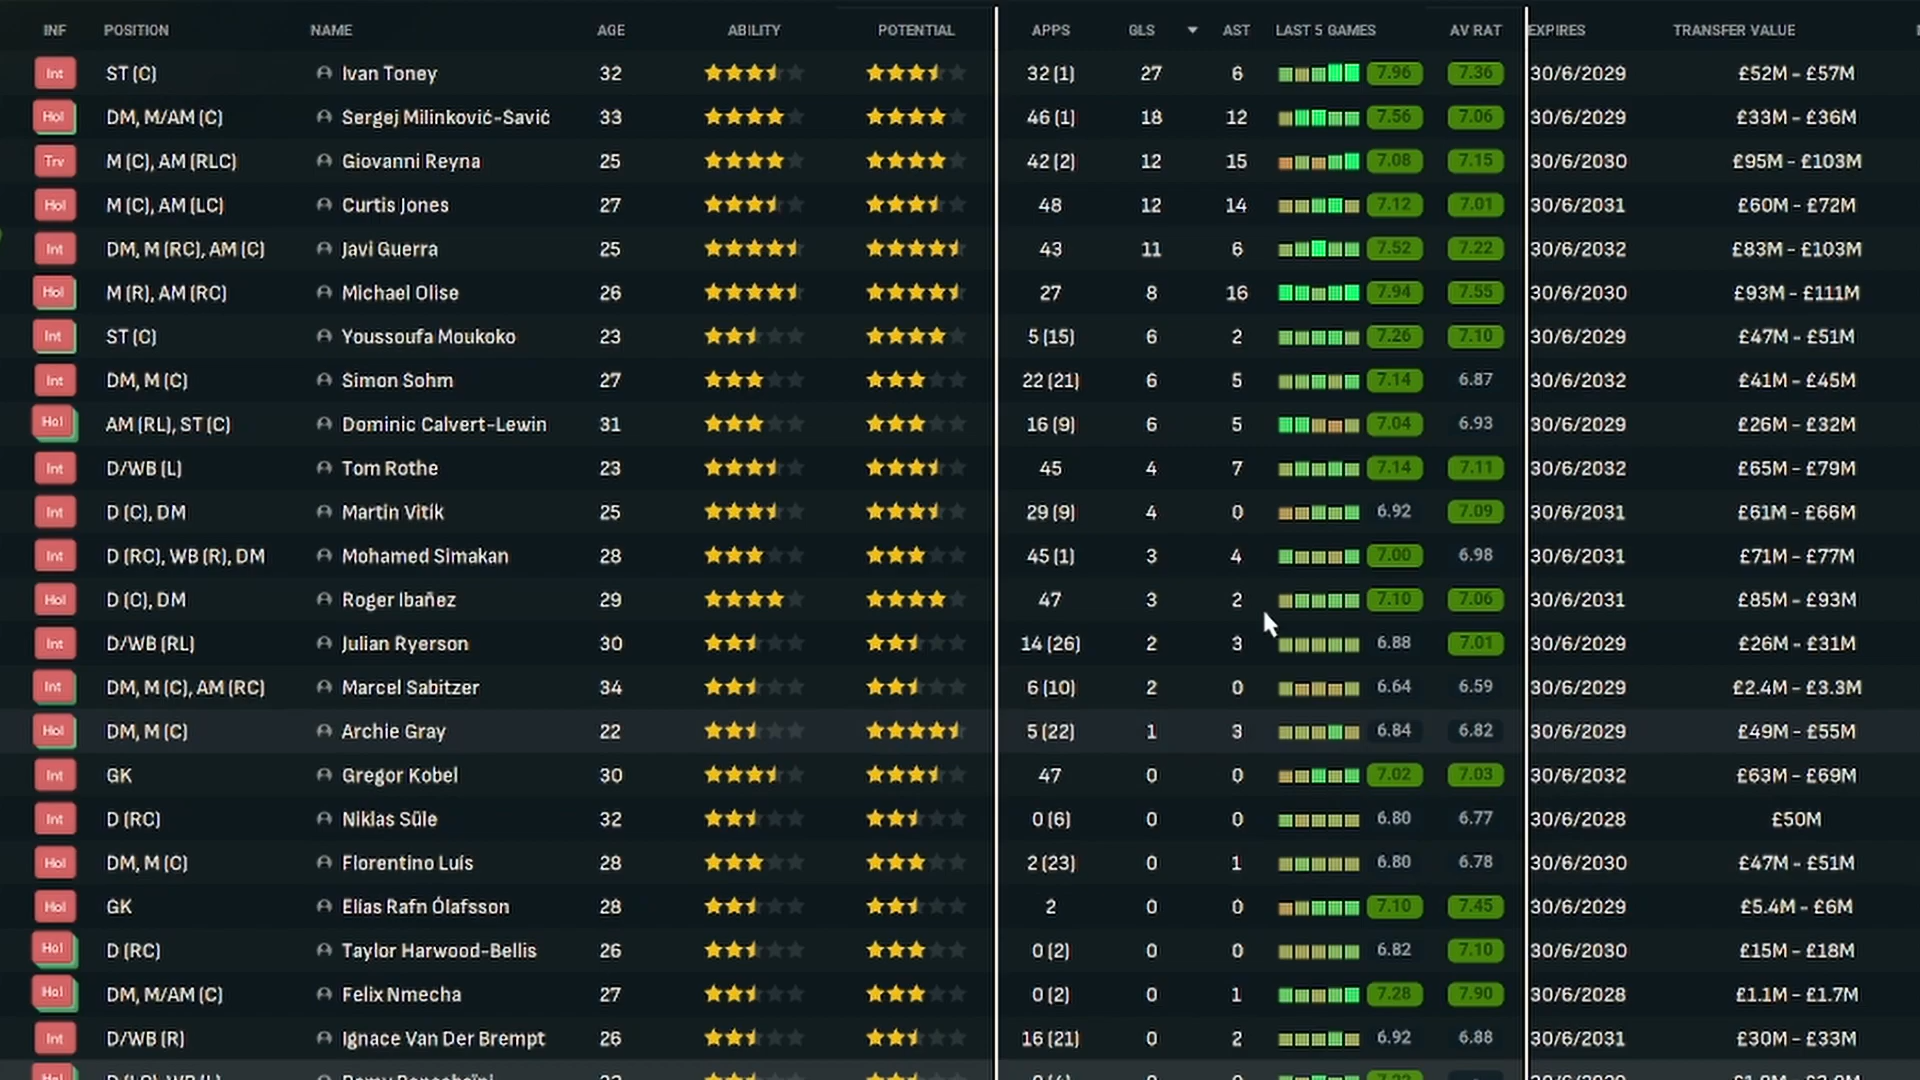 INF POSITION NAME AGE ABILITY POTENTIAL APPS GLS AST LAST 5 GAMES AV RAT EXPIRES TRANSFER VALUE
Int ST (C) Ivan Toney 32 32 (1) 27 6 7.96 7.36 30/6/2029 £52M - £57M
Hol DM, M/AM (C) Sergej Milinković-Savić 33 46 (1) 18 12 7.56 7.06 30/6/2029 £33M - £36M
Trv M (C), AM (RLC) Giovanni Reyna 25 42 (2) 12 15 7.08 7.15 30/6/2030 £95M - £103M
Hol M (C), AM (LC) Curtis Jones 27 48 12 14 7.12 7.01 30/6/2031 £60M - £72M
Int DM, M (RC), AM (C) Javi Guerra 25 43 11 6 7.52 7.22 30/6/2032 £83M - £103M
Hol M (R), AM (RC) Michael Olise 26 27 8 16 7.94 7.55 30/6/2030 £93M - £111M
Int ST (C) Youssoufa Moukoko 23 5 (15) 6 2 7.26 7.10 30/6/2029 £47M - £51M
Int DM, M (C) Simon Sohm 27 22 (21) 6 5 7.14 6.87 30/6/2032 £41M - £45M
Hol AM (RL), ST (C) Dominic Calvert-Lewin 31 16 (9) 6 5 7.04 6.93 30/6/2029 £26M - £32M
Int D/WB (L) Tom Rothe 23 45 4 7 7.14 7.11 30/6/2032 £65M - £79M
Int D (C), DM Martin Vitík 25 29 (9) 4 0 6.92 7.09 30/6/2031 £61M - £66M
Int D (RC), WB (R), DM Mohamed Simakan 28 45 (1) 3 4 7.00 6.98 30/6/2031 £71M - £77M
Hol D (C), DM Roger Ibañez 29 47 3 2 7.10 7.06 30/6/2031 £85M - £93M
Int D/WB (RL) Julian Ryerson 30 14 (26) 2 3 6.88 7.01 30/6/2029 £26M - £31M
Int DM, M (C), AM (RC) Marcel Sabitzer 34 6 (10) 2 0 6.64 6.59 30/6/2029 £2.4M - £3.3M
Hol DM, M (C) Archie Gray 22 5 (22) 1 3 6.84 6.82 30/6/2029 £49M - £55M
Int GK Gregor Kobel 30 47 0 0 7.02 7.03 30/6/2032 £63M - £69M
Int D (RC) Niklas Süle 32 0 (6) 0 0 6.80 6.77 30/6/2028 £50M
Hol DM, M (C) Florentino Luís 28 2 (23) 0 1 6.80 6.78 30/6/2030 £47M - £51M
Hol GK Elías Rafn Ólafsson 28 2 0 0 7.10 7.45 30/6/2029 £5.4M - £6M
Hol D (RC) Taylor Harwood-Bellis 26 0 (2) 0 0 6.82 7.10 30/6/2030 £15M - £18M
Hol DM, M/AM (C) Felix Nmecha 27 0 (2) 0 1 7.28 7.90 30/6/2028 £1.1M - £1.7M
Int D/WB (R) Ignace Van Der Brempt 26 16 (21) 0 2 6.92 6.88 30/6/2031 £30M - £33M